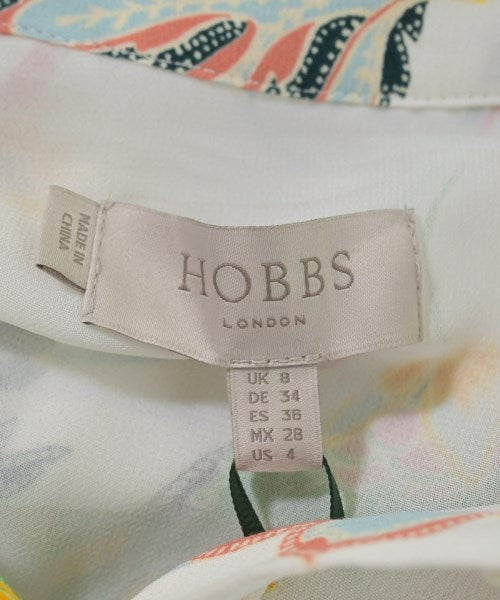 MADE IN
CHINA
HOBBS
LONDON
UK 8
DE 34
ES 36
MX 28
US 4